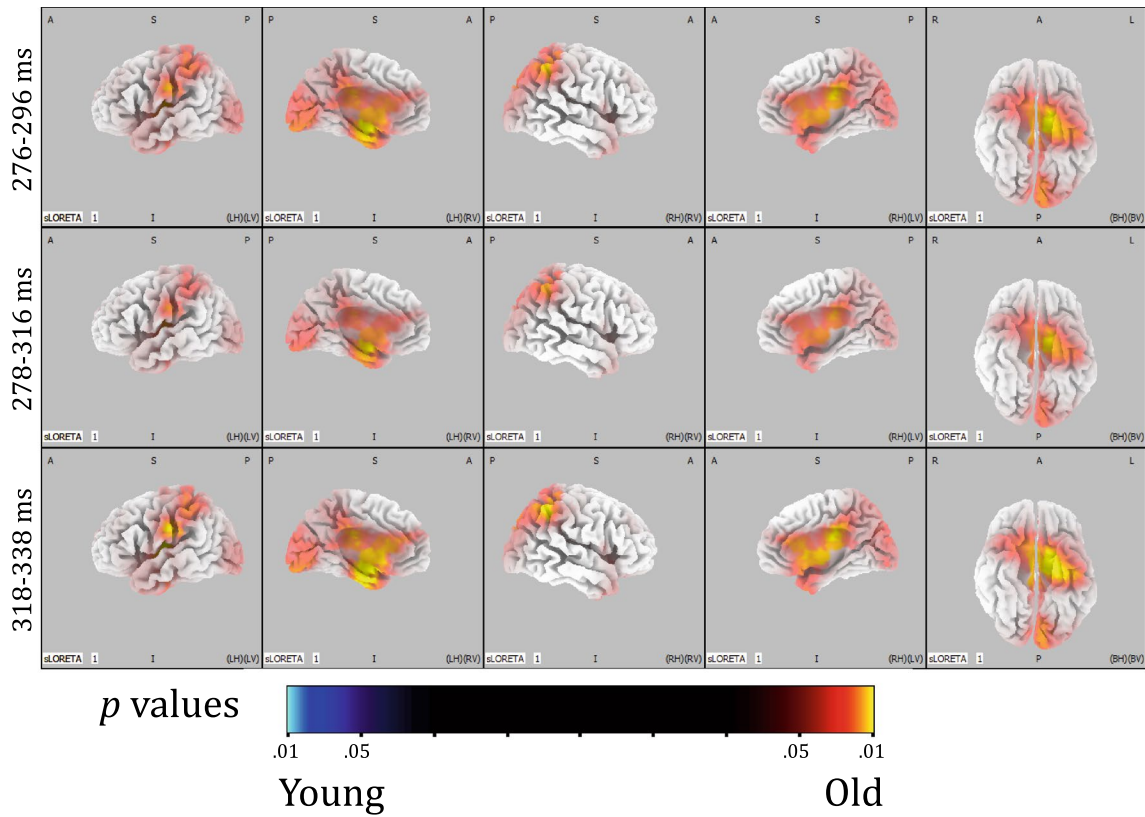 276-296 ms
A S P
sLORETA 1 I (LH)(LV)
P S A
sLORETA 1 I (LH)(RV)
P S A
sLORETA 1 I (RH)(RV)
A S P
sLORETA 1 I (RH)(LV)
R A L
sLORETA 1 P (BH)(BV)
278-316 ms
A S P
sLORETA 1 I (LH)(LV)
P S A
sLORETA 1 I (LH)(RV)
P S A
sLORETA 1 I (RH)(RV)
A S P
sLORETA 1 I (RH)(LV)
R A L
sLORETA 1 P (BH)(BV)
318-338 ms
A S P
sLORETA 1 I (LH)(LV)
P S A
sLORETA 1 I (LH)(RV)
P S A
sLORETA 1 I (RH)(RV)
A S P
sLORETA 1 I (RH)(LV)
R A L
sLORETA 1 P (BH)(BV)
p values
.01 .05 .05 .01
Young Old